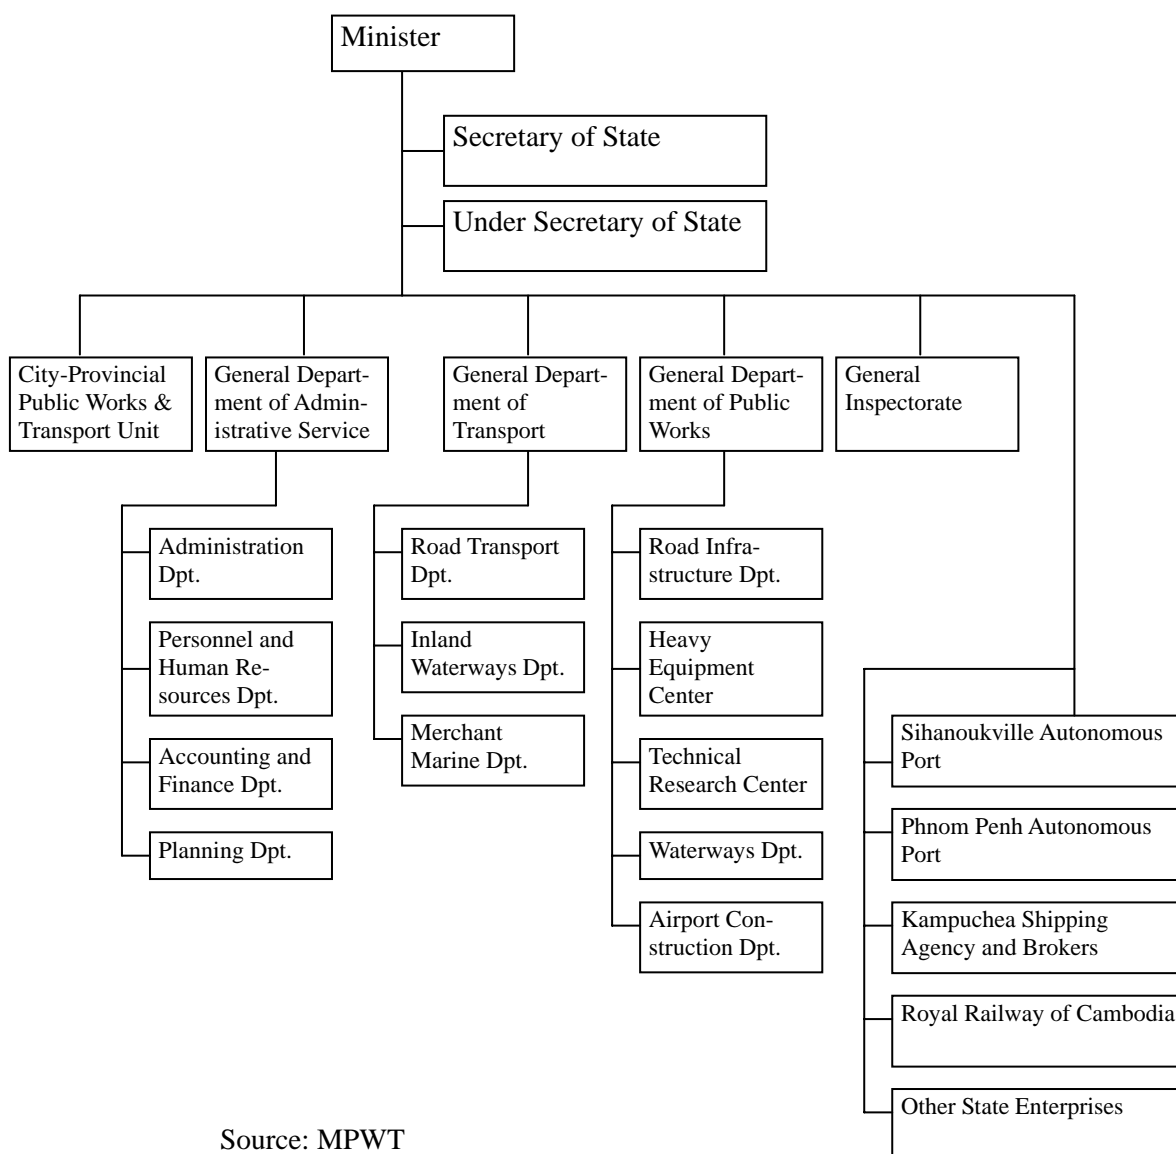 Minister
Secretary of State
Under Secretary of State
City-Provincial
Public Works &
Transport Unit
General Depart-
ment of Admin-
istrative Service
General Depart-
ment of
Transport
General Depart-
ment of Public
Works
General
Inspectorate
Administration
Dpt.
Personnel and
Human Re-
sources Dpt.
Accounting and
Finance Dpt.
Planning Dpt.
Road Transport
Dpt.
Inland
Waterways Dpt.
Merchant
Marine Dpt.
Road Infra-
structure Dpt.
Heavy
Equipment
Center
Technical
Research Center
Waterways Dpt.
Airport Con-
struction Dpt.
Sihanoukville Autonomous
Port
Phnom Penh Autonomous
Port
Kampuchea Shipping
Agency and Brokers
Royal Railway of Cambodia
Other State Enterprises
Source: MPWT